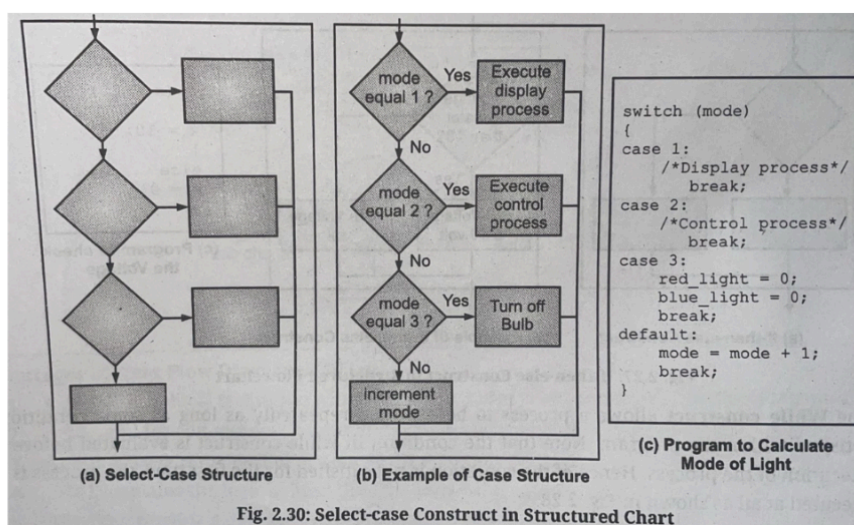 mode
equal 1 ?
Yes
Execute
display
process
No
mode
equal 2 ?
Yes
Execute
control
process
No
mode
equal 3 ?
Yes
Turn off
Bulb
No
increment
mode
switch (mode)
{
case 1:
/*Display process*/
break;
case 2:
/*Control process*/
break;
case 3:
red_light = 0;
blue_light = 0;
break;
default:
mode = mode + 1;
break;
}
(a) Select-Case Structure
(b) Example of Case Structure
(c) Program to Calculate
Mode of Light
Fig. 2.30: Select-case Construct in Structured Chart